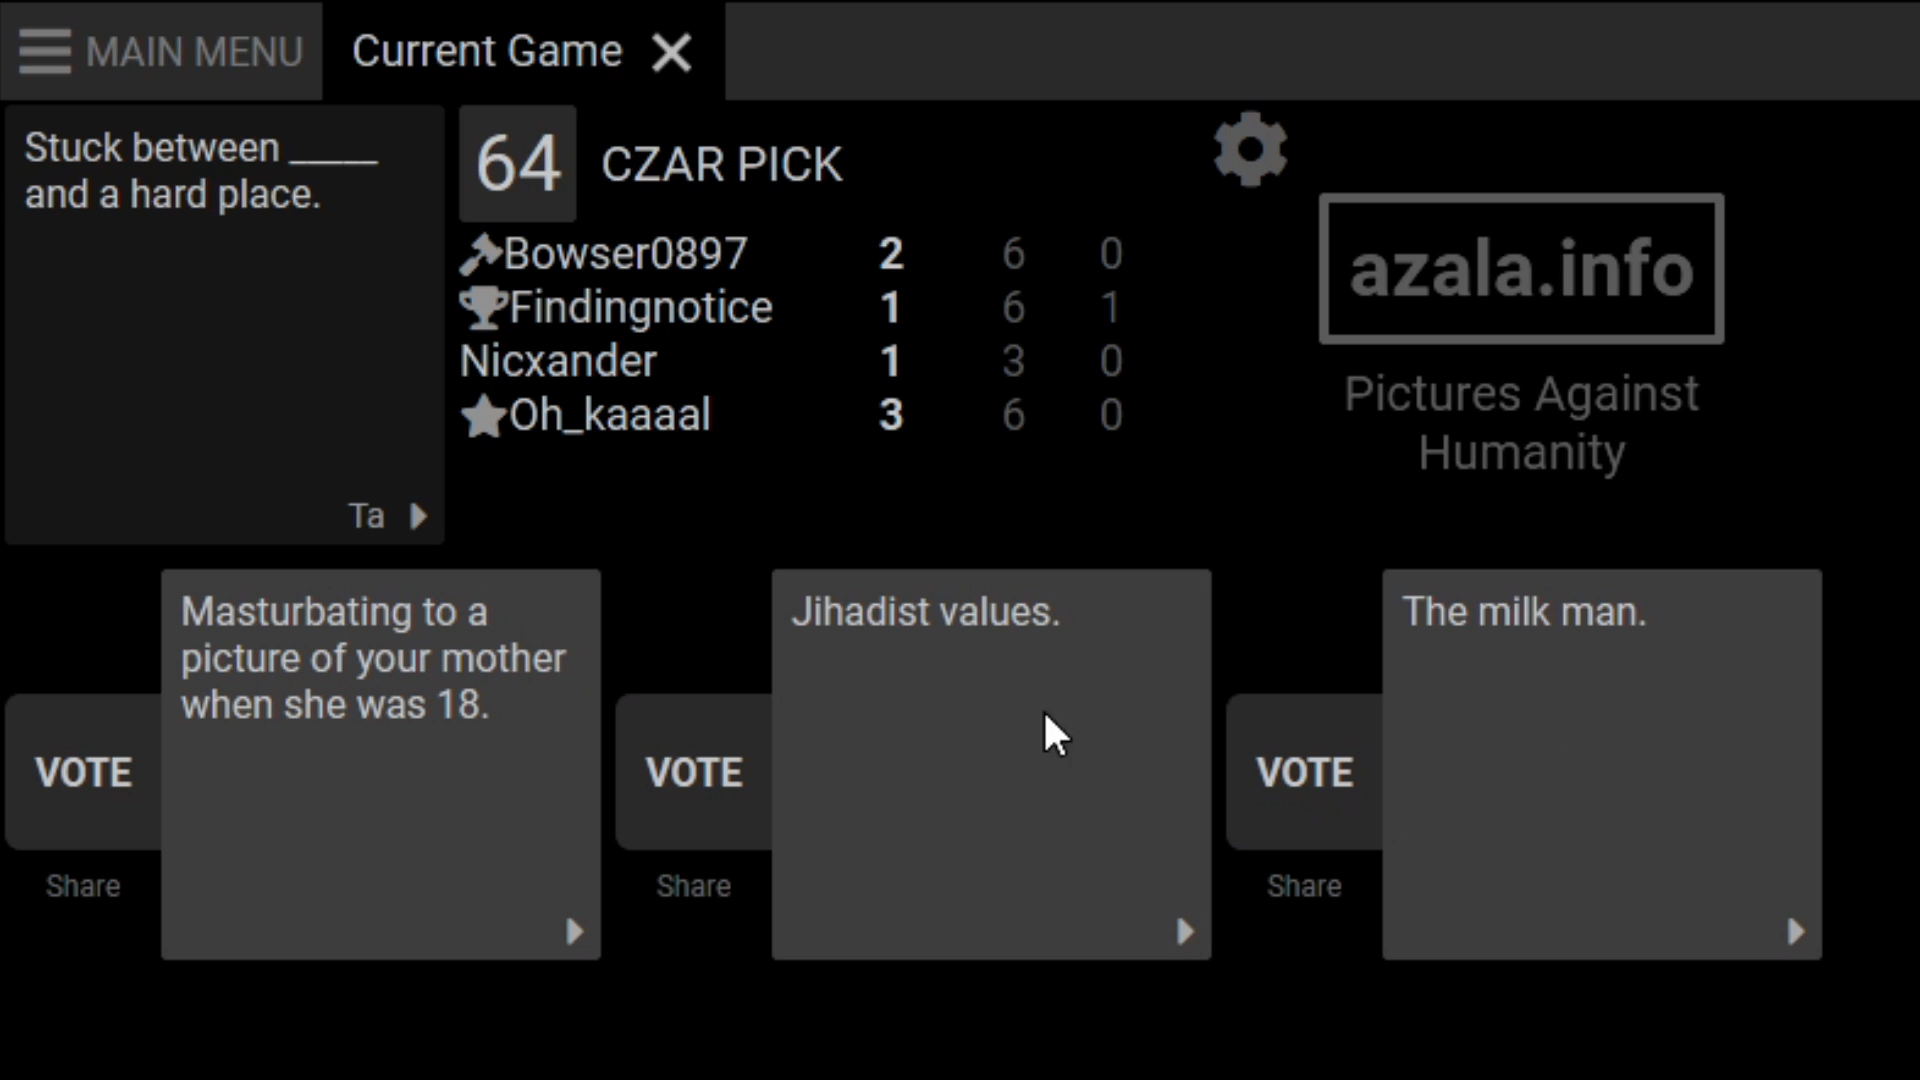 MAIN MENU
Current Game
Stuck between _____
and a hard place.
Ta
64 CZAR PICK
Bowser0897 2 6 0
Findingnotice 1 6 1
Nicxander 1 3 0
Oh_kaaaal 3 6 0
azala.info
Pictures Against
Humanity
VOTE
Share
Masturbating to a
picture of your mother
when she was 18.
VOTE
Share
Jihadist values.
VOTE
Share
The milk man.